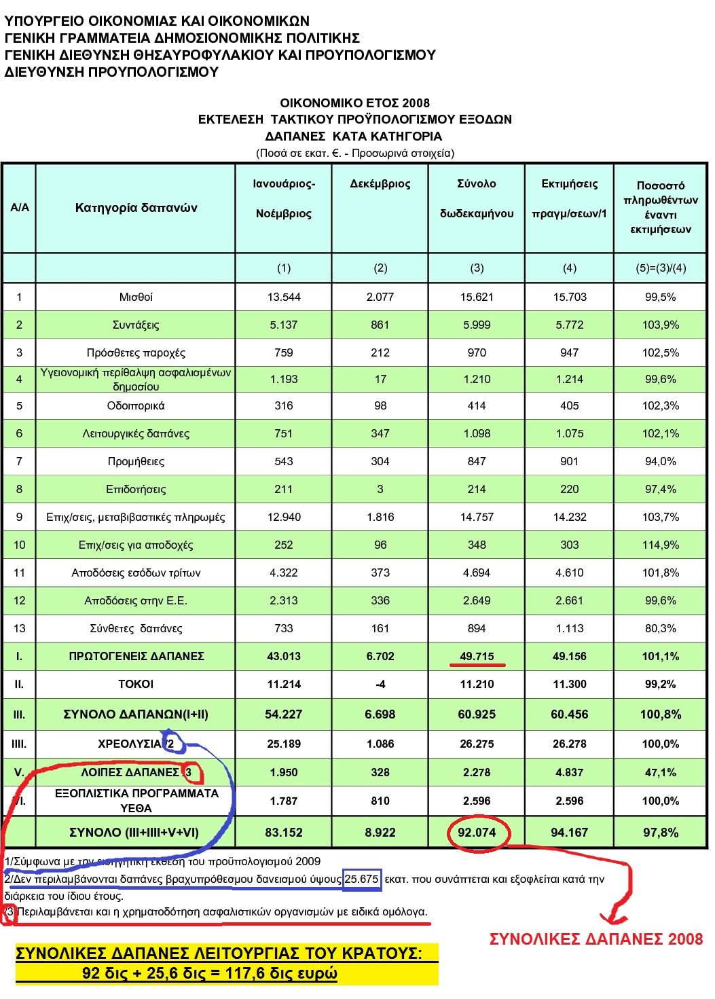 ΥΠΟΥΡΓΕΙΟ ΟΙΚΟΝΟΜΙΑΣ ΚΑΙ ΟΙΚΟΝΟΜΙΚΩΝ
ΓΕΝΙΚΗ ΓΡΑΜΜΑΤΕΙΑ ΔΗΜΟΣΙΟΝΟΜΙΚΗΣ ΠΟΛΙΤΙΚΗΣ
ΓΕΝΙΚΗ ΔΙΕΘΥΝΣΗ ΘΗΣΑΥΡΟΦΥΛΑΚΙΟΥ ΚΑΙ ΠΡΟΥΠΟΛΟΓΙΣΜΟΥ
ΔΙΕΥΘΥΝΣΗ ΠΡΟΥΠΟΛΟΓΙΣΜΟΥ
ΟΙΚΟΝΟΜΙΚΟ ΕΤΟΣ 2008
ΕΚΤΕΛΕΣΗ ΤΑΚΤΙΚΟΥ ΠΡΟΫΠΟΛΟΓΙΣΜΟΥ ΕΞΟΔΩΝ
ΔΑΠΑΝΕΣ ΚΑΤΑ ΚΑΤΗΓΟΡΙΑ
(Ποσά σε εκατ. €. - Προσωρινά στοιχεία)
Α/Α Κατηγορία δαπανών Ιανουάριος-Νοέμβριος Δεκέμβριος Σύνολο δωδεκαμήνου Εκτιμήσεις πραγμ/σεων/1 Ποσοστό πληρωθέντων έναντι εκτιμήσεων
(1) (2) (3) (4) (5)=(3)/(4)
1 Μισθοί 13.544 2.077 15.621 15.703 99,5%
2 Συντάξεις 5.137 861 5.999 5.772 103,9%
3 Πρόσθετες παροχές 759 212 970 947 102,5%
4 Υγειονομική περίθαλψη ασφαλισμένων δημοσίου 1.193 17 1.210 1.214 99,6%
5 Οδοιπορικά 316 98 414 405 102,3%
6 Λειτουργικές δαπάνες 751 347 1.098 1.075 102,1%
7 Προμήθειες 543 304 847 901 94,0%
8 Επιδοτήσεις 211 3 214 220 97,4%
9 Επιχ/σεις, μεταβιβαστικές πληρωμές 12.940 1.816 14.757 14.232 103,7%
10 Επιχ/σεις για αποδοχές 252 96 348 303 114,9%
11 Αποδόσεις εσόδων τρίτων 4.322 373 4.694 4.610 101,8%
12 Αποδόσεις στην Ε.Ε. 2.313 336 2.649 2.661 99,6%
13 Σύνθετες δαπάνες 733 161 894 1.113 80,3%
I. ΠΡΩΤΟΓΕΝΕΙΣ ΔΑΠΑΝΕΣ 43.013 6.702 49.715 49.156 101,1%
II. ΤΟΚΟΙ 11.214 -4 11.210 11.300 99,2%
III. ΣΥΝΟΛΟ ΔΑΠΑΝΩΝ(I+II) 54.227 6.698 60.925 60.456 100,8%
IIII. ΧΡΕΟΛΥΣΙΑ /2 25.189 1.086 26.275 26.278 100,0%
V. ΛΟΙΠΕΣ ΔΑΠΑΝΕΣ /3 1.950 328 2.278 4.837 47,1%
VI. ΕΞΟΠΛΙΣΤΙΚΑ ΠΡΟΓΡΑΜΜΑΤΑ ΥΕΘΑ 1.787 810 2.596 2.596 100,0%
ΣΥΝΟΛΟ (III+IIII+V+VI) 83.152 8.922 92.074 94.167 97,8%
1/Σύμφωνα με την εισηγητική έκθεση του προϋπολογισμού 2009
2/Δεν περιλαμβάνονται δαπάνες βραχυπρόθεσμου δανεισμού ύψους 25.675 εκατ. που συνάπτεται και εξοφλείται κατά την
διάρκεια του ίδιου έτους.
/3 Περιλαμβάνεται και η χρηματοδότηση ασφαλιστικών οργανισμών με ειδικά ομόλογα.
ΣΥΝΟΛΙΚΕΣ ΔΑΠΑΝΕΣ 2008
ΣΥΝΟΛΙΚΕΣ ΔΑΠΑΝΕΣ ΛΕΙΤΟΥΡΓΙΑΣ ΤΟΥ ΚΡΑΤΟΥΣ:
92 δις + 25,6 δις = 117,6 δις ευρώ